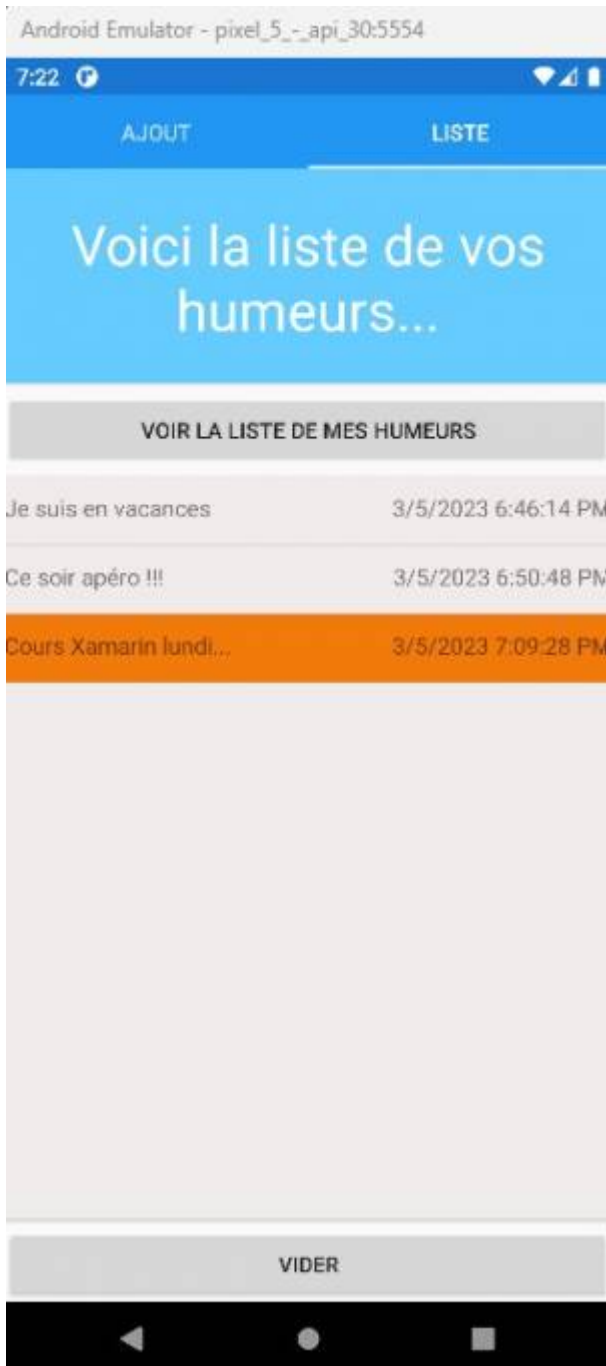 Android Emulator - pixel_5_-_api_30:5554
7:22
AJOUT LISTE
Voici la liste de vos
humeurs...
VOIR LA LISTE DE MES HUMEURS
Je suis en vacances 3/5/2023 6:46:14 PM
Ce soir apéro !!! 3/5/2023 6:50:48 PM
Cours Xamarin lundi... 3/5/2023 7:09:28 PM
VIDER